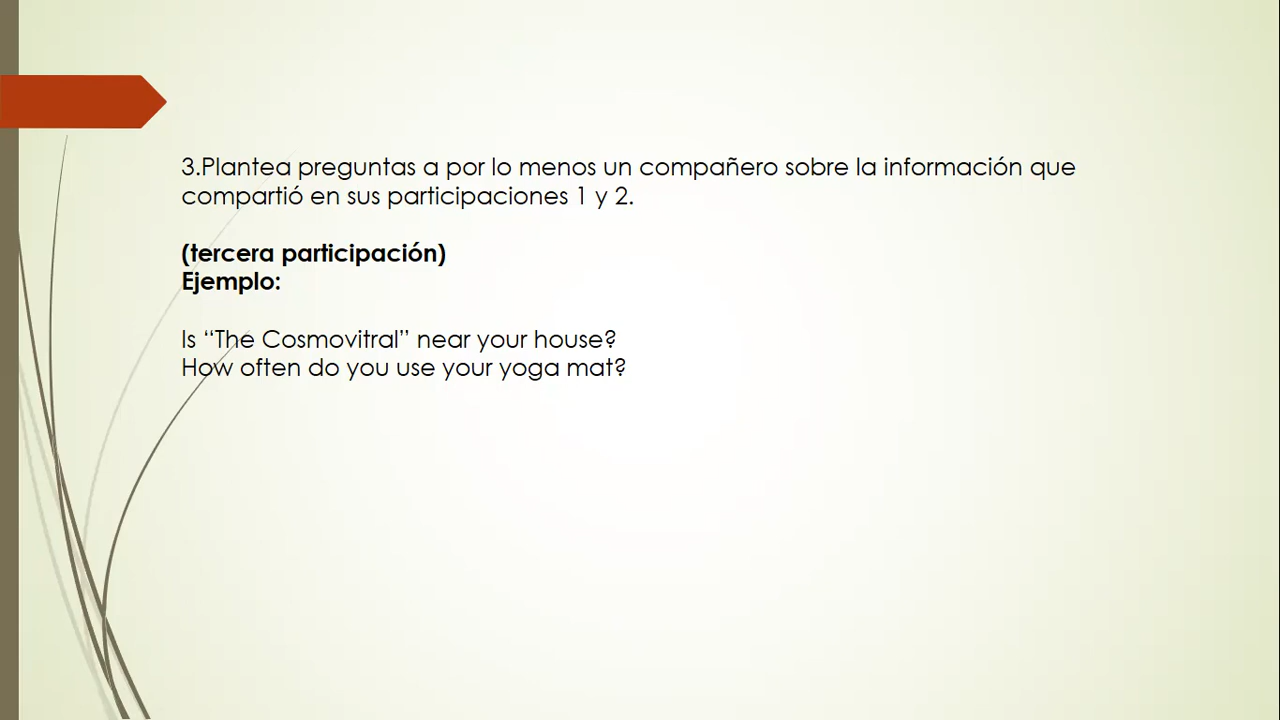 3.Plantea preguntas a por lo menos un compañero sobre la información que
compartió en sus participaciones 1 y 2.
(tercera participación)
Ejemplo:
Is “The Cosmovitral” near your house?
How often do you use your yoga mat?